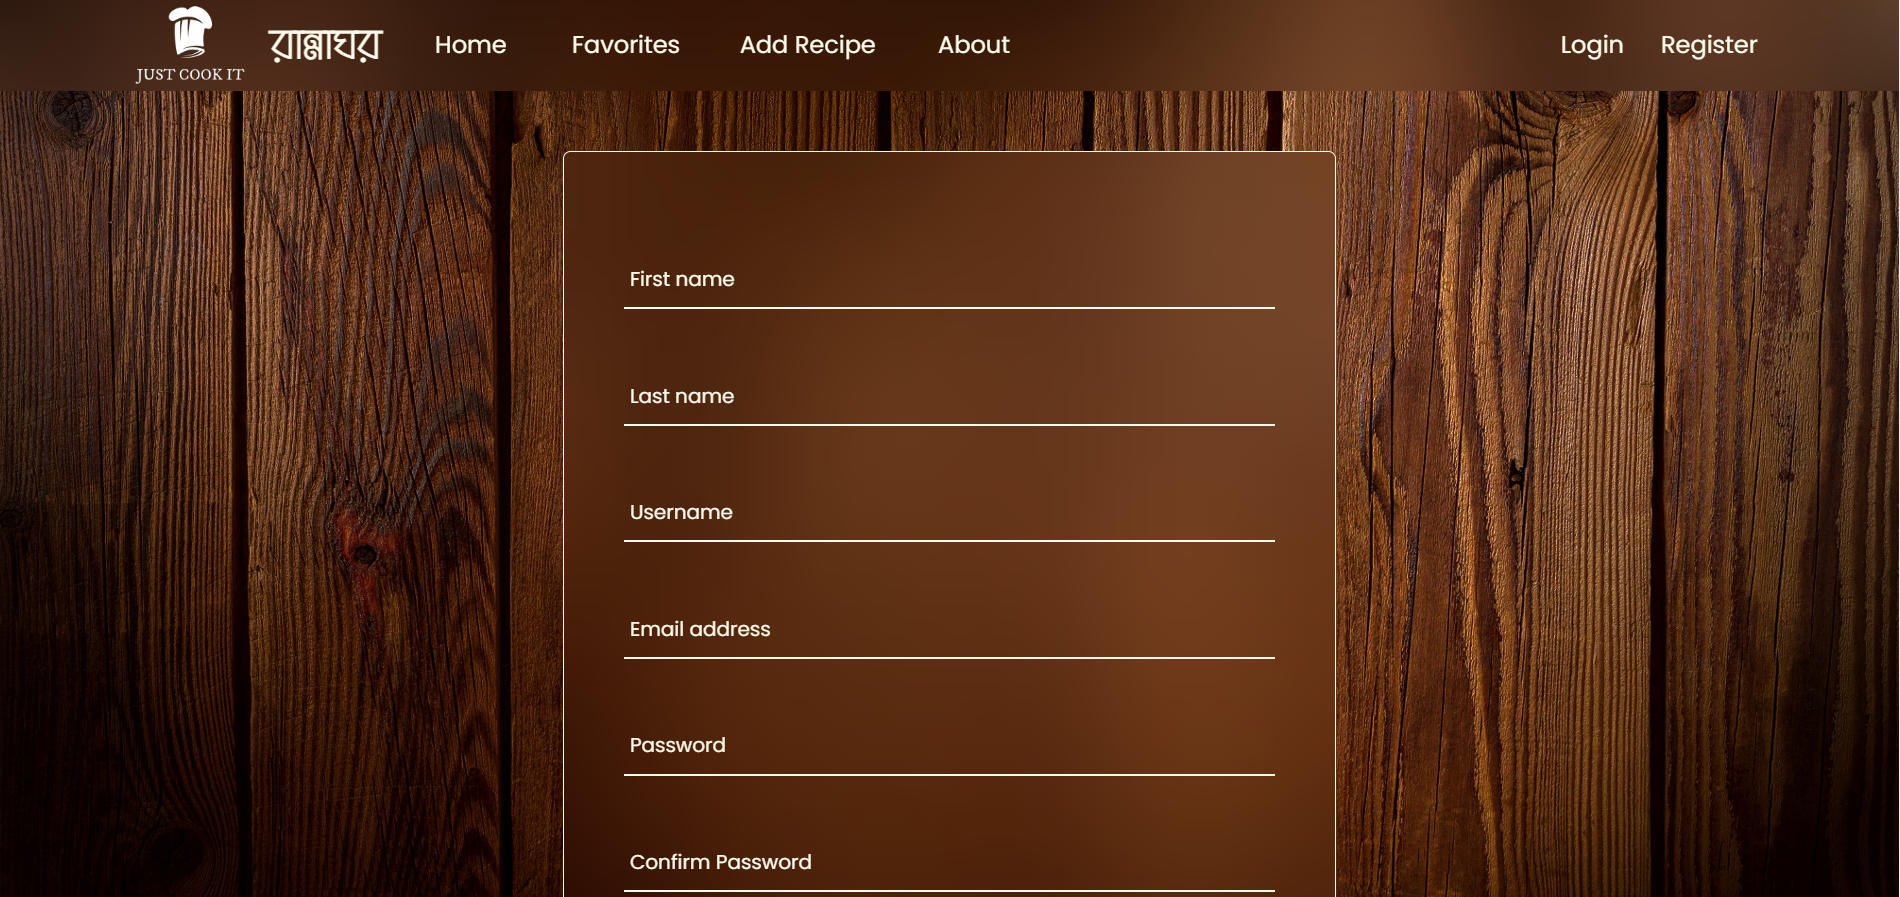 JUST COOK IT
রান্নাঘর
Home
Favorites
Add Recipe
About
Login
Register
First name
Last name
Username
Email address
Password
Confirm Password